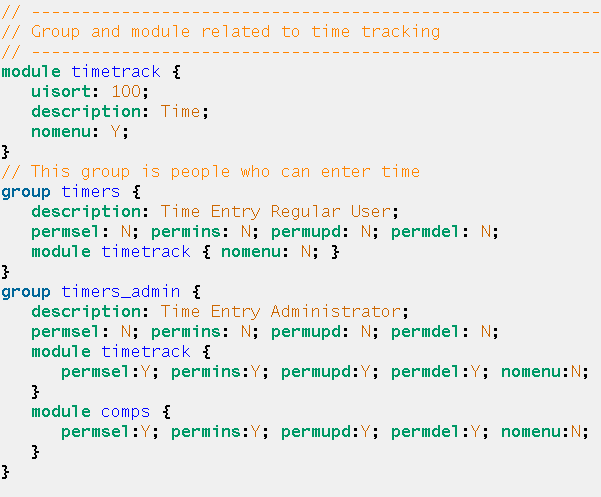 // ---------------------------------------------------------
// Group and module related to time tracking
// ---------------------------------------------------------
module timetrack {
   uisort: 100;
   description: Time;
   nomenu: Y;
}
// This group is people who can enter time
group timers {
   description: Time Entry Regular User;
   permsel: N; permins: N; permupd: N; permdel: N;
   module timetrack { nomenu: N; }
}
group timers_admin {
   description: Time Entry Administrator;
   permsel: N; permins: N; permupd: N; permdel: N;
   module timetrack {
      permsel:Y; permins:Y; permupd:Y; permdel:Y; nomenu:N;
   }
   module comps {
      permsel:Y; permins:Y; permupd:Y; permdel:Y; nomenu:N;
   }
}